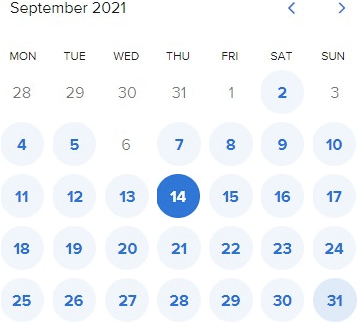 September 2021
MON TUE WED THU FRI SAT SUN
28 29 30 31 1 2 3
4 5 6 7 8 9 10
11 12 13 14 15 16 17
18 19 20 21 22 23 24
25 26 27 28 29 30 31